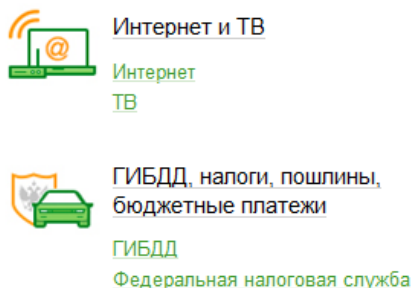 @
Интернет и ТВ
Интернет
ТВ
ГИБДД, налоги, пошлины,
бюджетные платежи
ГИБДД
Федеральная налоговая служба